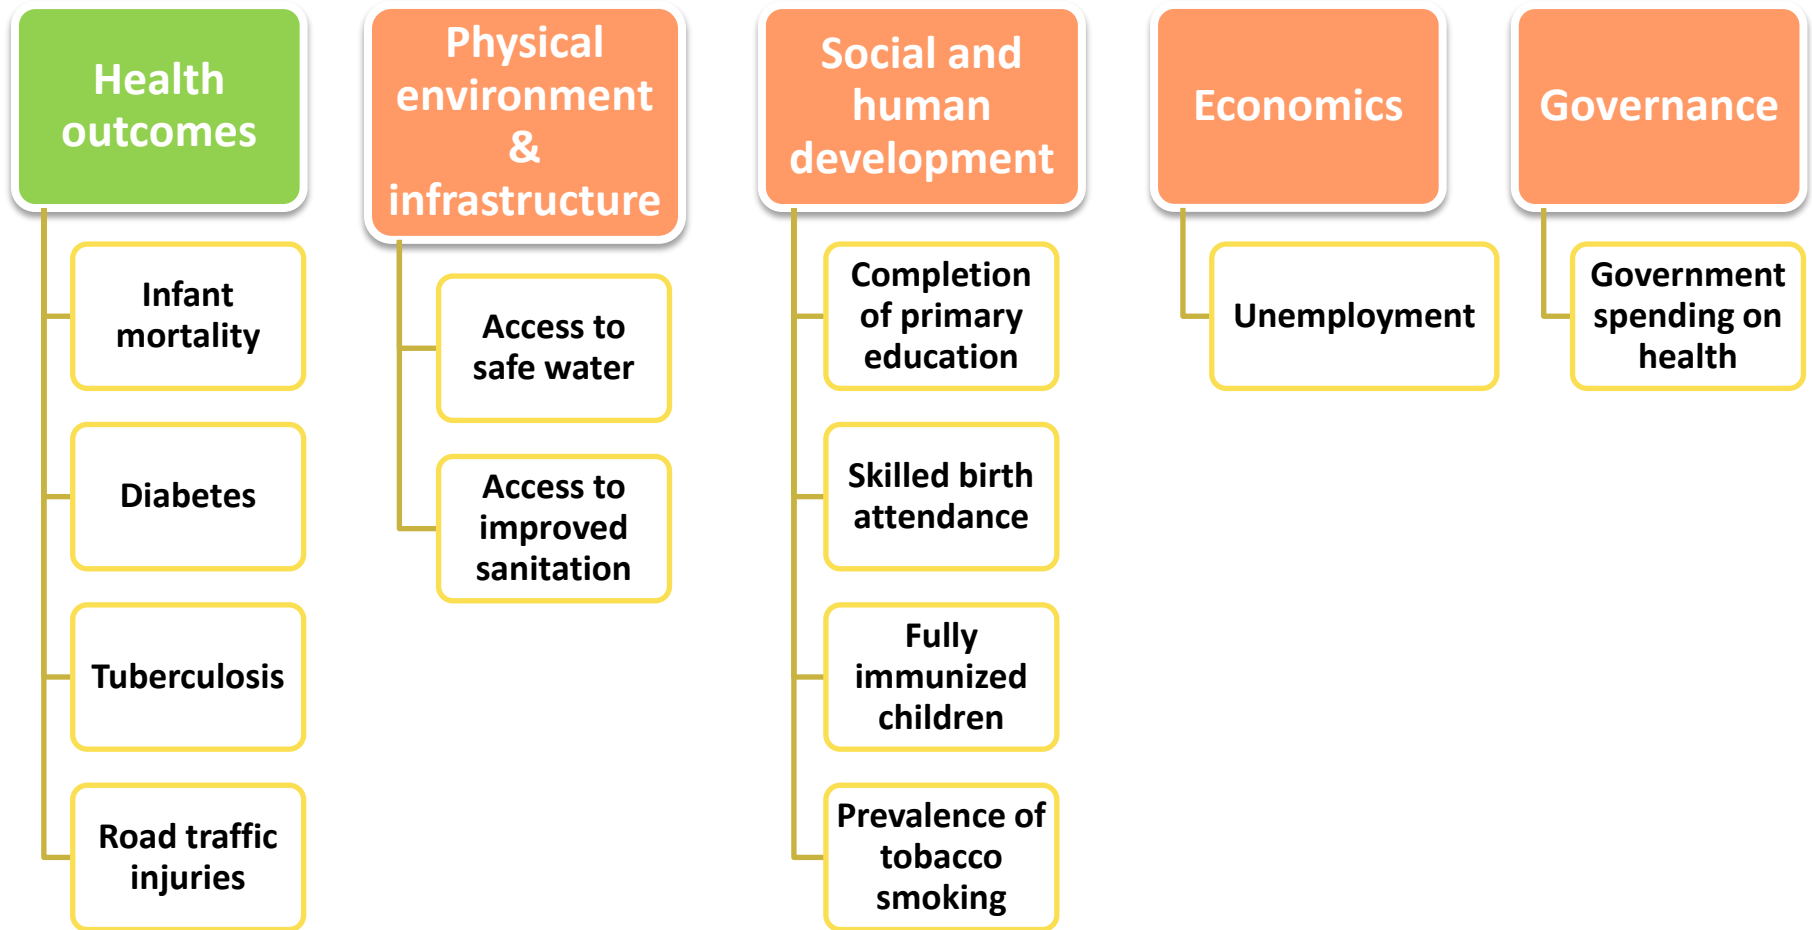 Health
outcomes
Infant
mortality
Diabetes
Tuberculosis
Road traffic
injuries
Physical
environment
&
infrastructure
Access to
safe water
Access to
improved
sanitation
Social and
human
development
Completion
of primary
education
Skilled birth
attendance
Fully
immunized
children
Prevalence of
tobacco
smoking
Economics
Unemployment
Governance
Government
spending on
health